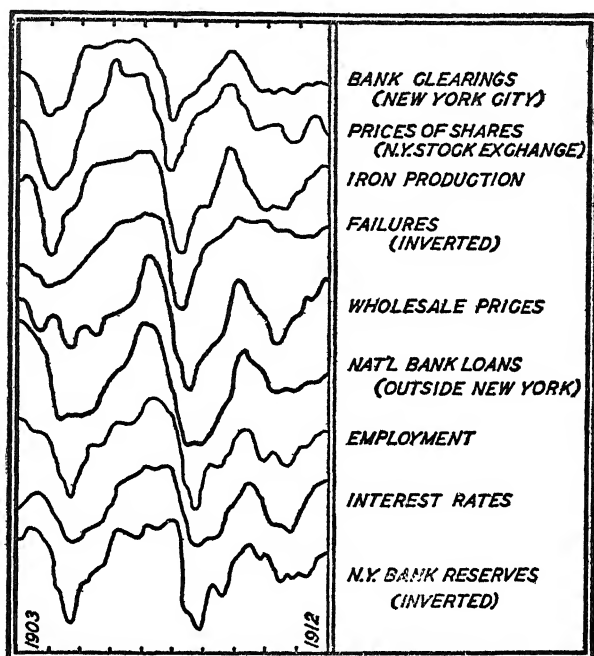 BANK CLEARINGS
(NEW YORK CITY)
PRICES OF SHARES
(N.Y. STOCK EXCHANGE)
IRON PRODUCTION
FAILURES
(INVERTED)
WHOLESALE PRICES
NAT'L BANK LOANS
(OUTSIDE NEW YORK)
EMPLOYMENT
INTEREST RATES
N.Y. BANK RESERVES
(INVERTED)
1903
1912